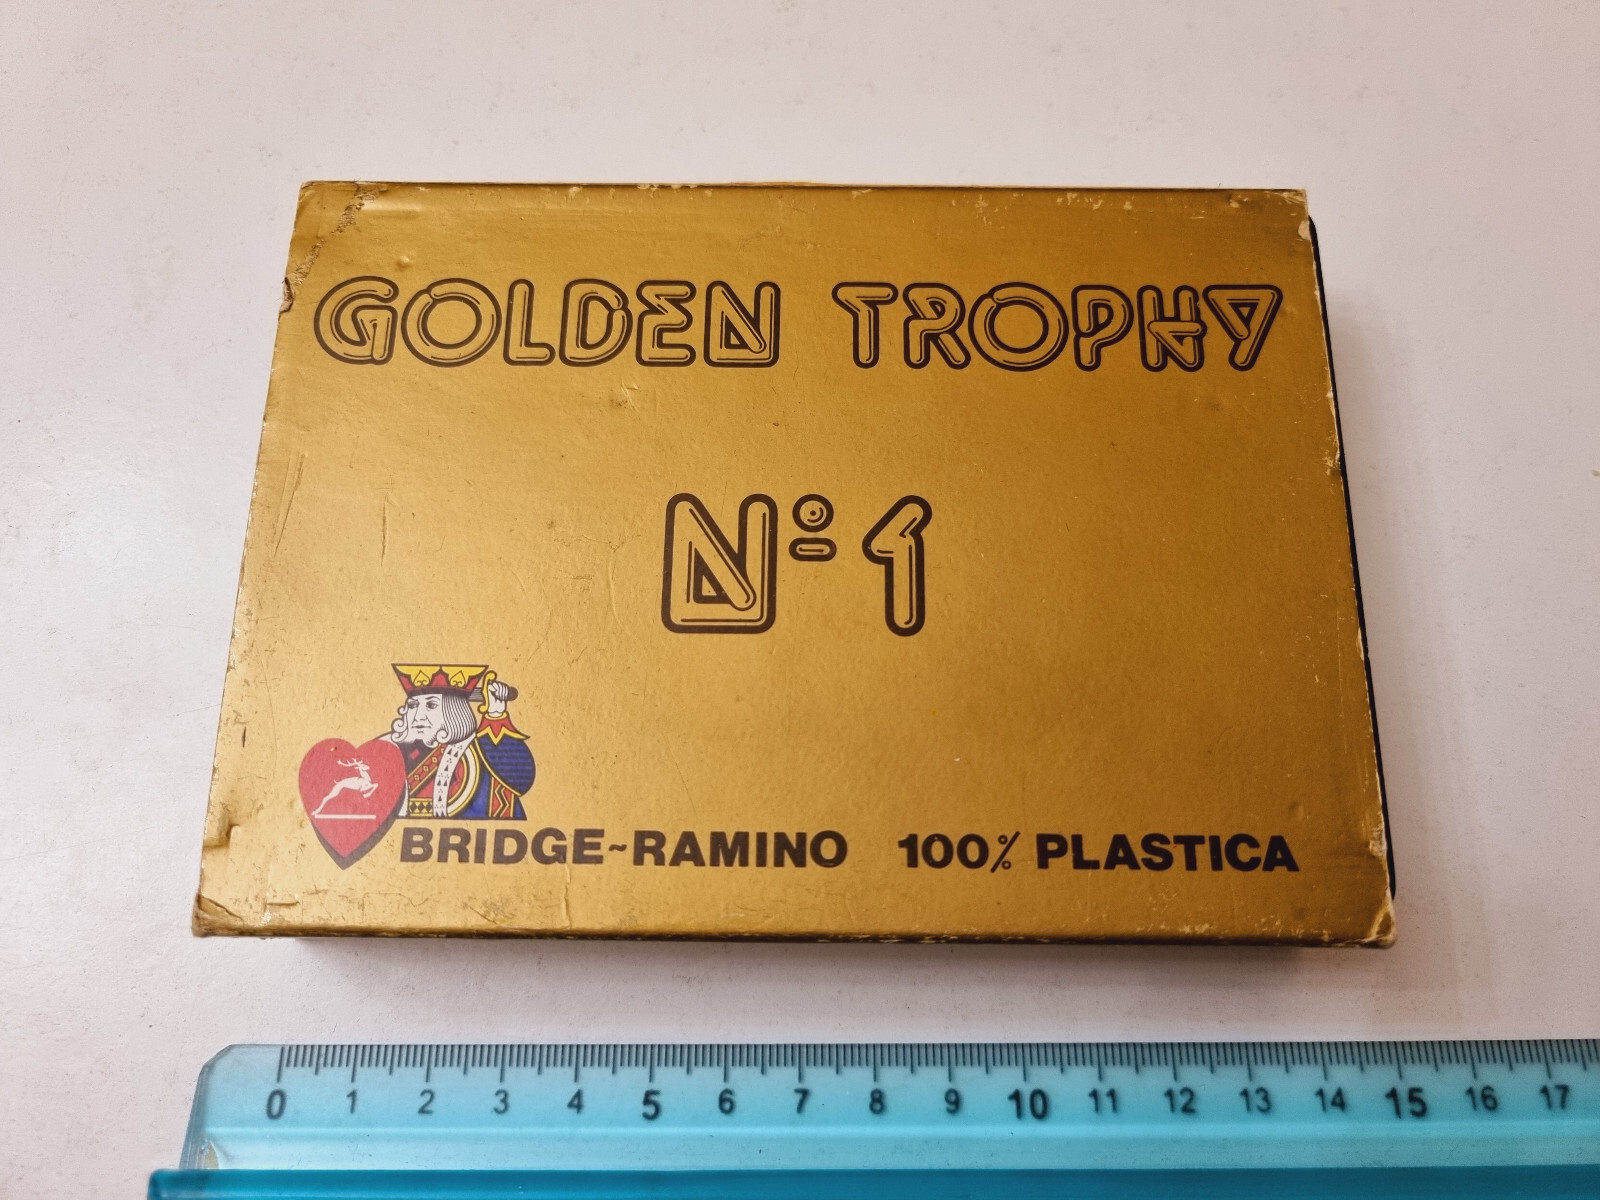 GOLDEN TROPHY
Nº 1
BRIDGE~RAMINO 100% PLASTICA
0 1 2 3 4 5 6 7 8 9 10 11 12 13 14 15 16 17